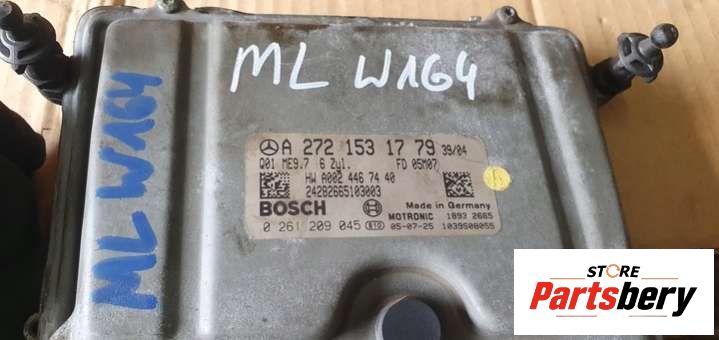 ML W164
ML W164
A 272 153 17 79 39/04
Q01 ME9.7 6 Zyl. FD 05M07
HW A002 446 74 40
24282665103003
BOSCH
Made in Germany
MOTRONIC 1893 2665
0 261 209 045 05-07-25 1039S08055
STORE
Partsbery